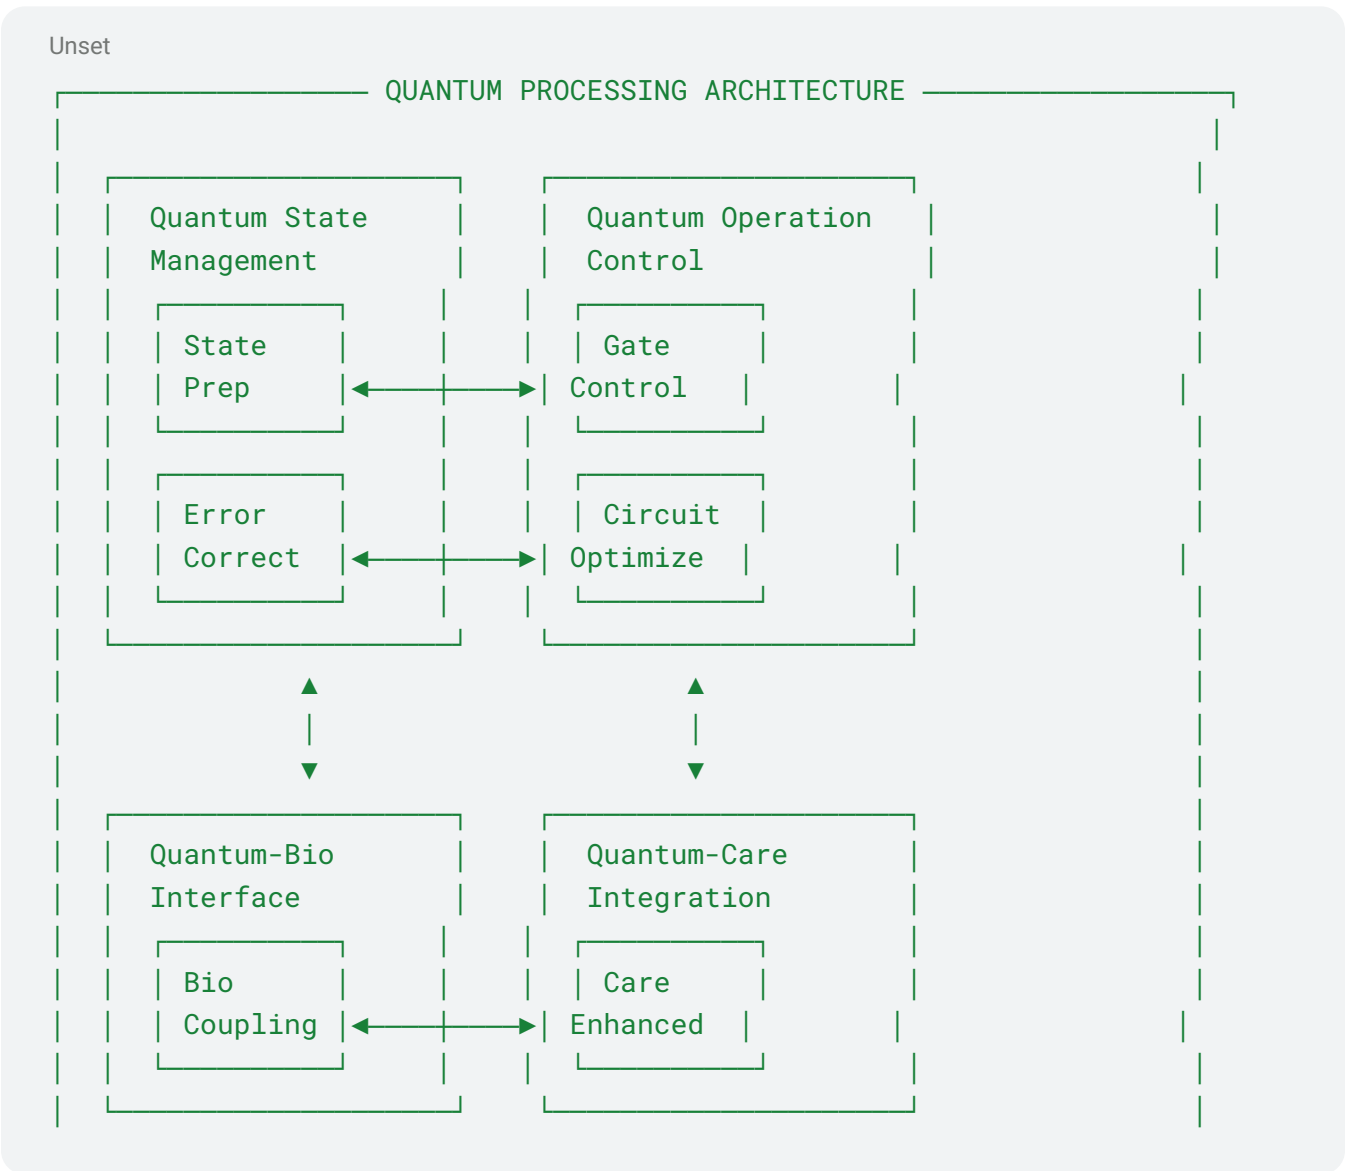 Unset
QUANTUM PROCESSING ARCHITECTURE
Quantum State Quantum Operation
Management Control
State Gate
Prep Control
Error Circuit
Correct Optimize
Quantum-Bio Quantum-Care
Interface Integration
Bio Care
Coupling Enhanced